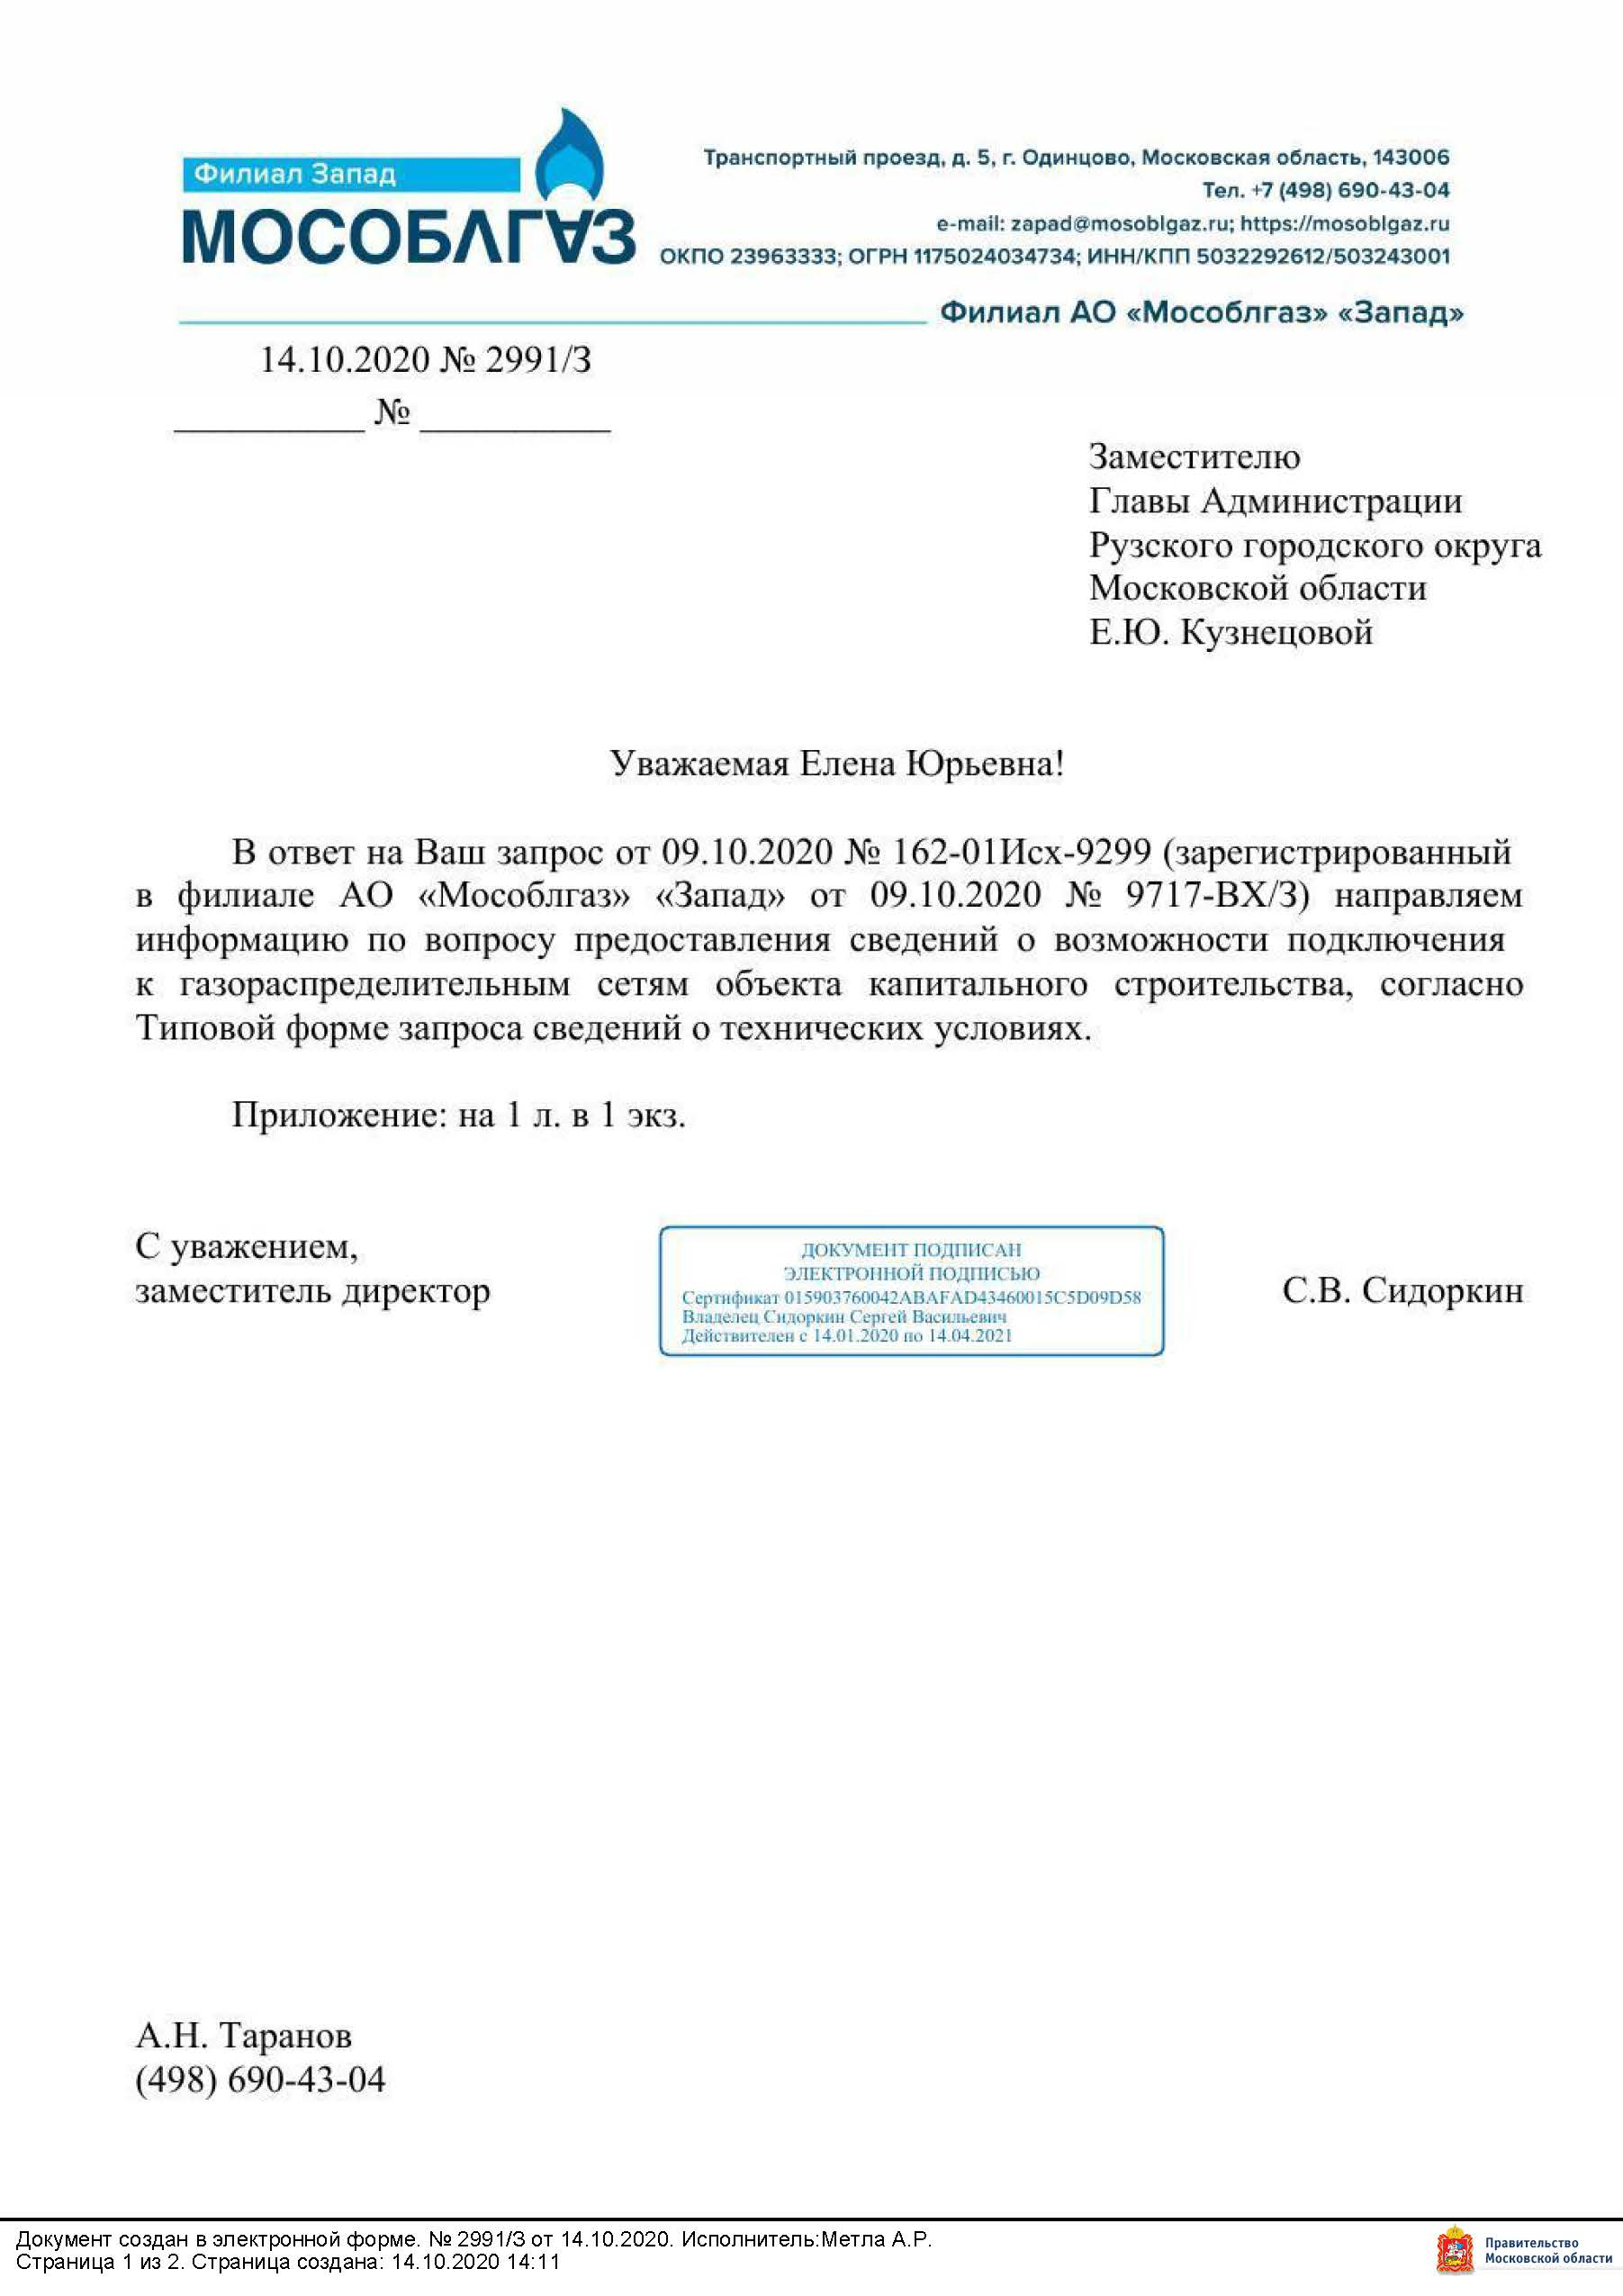 Филиал Запад
МОСОБЛГАЗ
Транспортный проезд, д. 5, г. Одинцово, Московская область, 143006
Тел. +7 (498) 690-43-04
e-mail: zapad@mosoblgaz.ru; https://mosoblgaz.ru
ОКПО 23963333; ОГРН 1175024034734; ИНН/КПП 5032292612/503243001
Филиал АО «Мособлгаз» «Запад»
14.10.2020 № 2991/З
__________ № __________
Заместителю
Главы Администрации
Рузского городского округа
Московской области
Е.Ю. Кузнецовой
Уважаемая Елена Юрьевна!
В ответ на Ваш запрос от 09.10.2020 № 162-01Исх-9299 (зарегистрированный
в филиале АО «Мособлгаз» «Запад» от 09.10.2020 № 9717-ВХ/З) направляем
информацию по вопросу предоставления сведений о возможности подключения
к газораспределительным сетям объекта капитального строительства, согласно
Типовой форме запроса сведений о технических условиях.
Приложение: на 1 л. в 1 экз.
С уважением,
заместитель директор
ДОКУМЕНТ ПОДПИСАН
ЭЛЕКТРОННОЙ ПОДПИСЬЮ
Сертификат 015903760042ABAFAD43460015C5D09D58
Владелец Сидоркин Сергей Васильевич
Действителен с 14.01.2020 по 14.04.2021
С.В. Сидоркин
А.Н. Таранов
(498) 690-43-04
Документ создан в электронной форме. № 2991/З от 14.10.2020. Исполнитель:Метла А.Р.
Страница 1 из 2. Страница создана: 14.10.2020 14:11
Правительство
Московской области